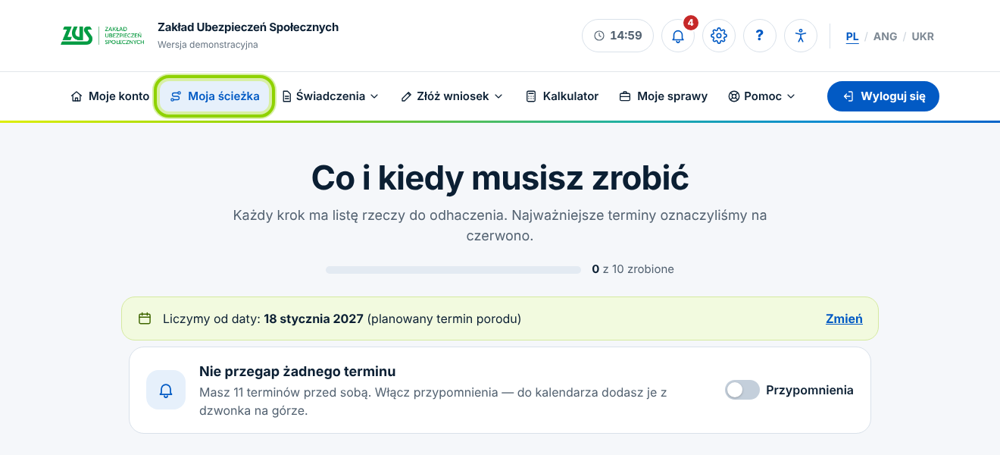 ZUS ZAKŁAD UBEZPIECZEŃ SPOŁECZNYCH
Zakład Ubezpieczeń Społecznych
Wersja demonstracyjna
14:59
4
?
PL / ANG / UKR
Moje konto
Moja ścieżka
Świadczenia
Złóż wniosek
Kalkulator
Moje sprawy
Pomoc
Wyloguj się
Co i kiedy musisz zrobić
Każdy krok ma listę rzeczy do odhaczenia. Najważniejsze terminy oznaczyliśmy na
czerwono.
0 z 10 zrobione
Liczymy od daty: 18 stycznia 2027 (planowany termin porodu)
Zmień
Nie przegap żadnego terminu
Masz 11 terminów przed sobą. Włącz przypomnienia — do kalendarza dodasz je z
dzwonka na górze.
Przypomnienia